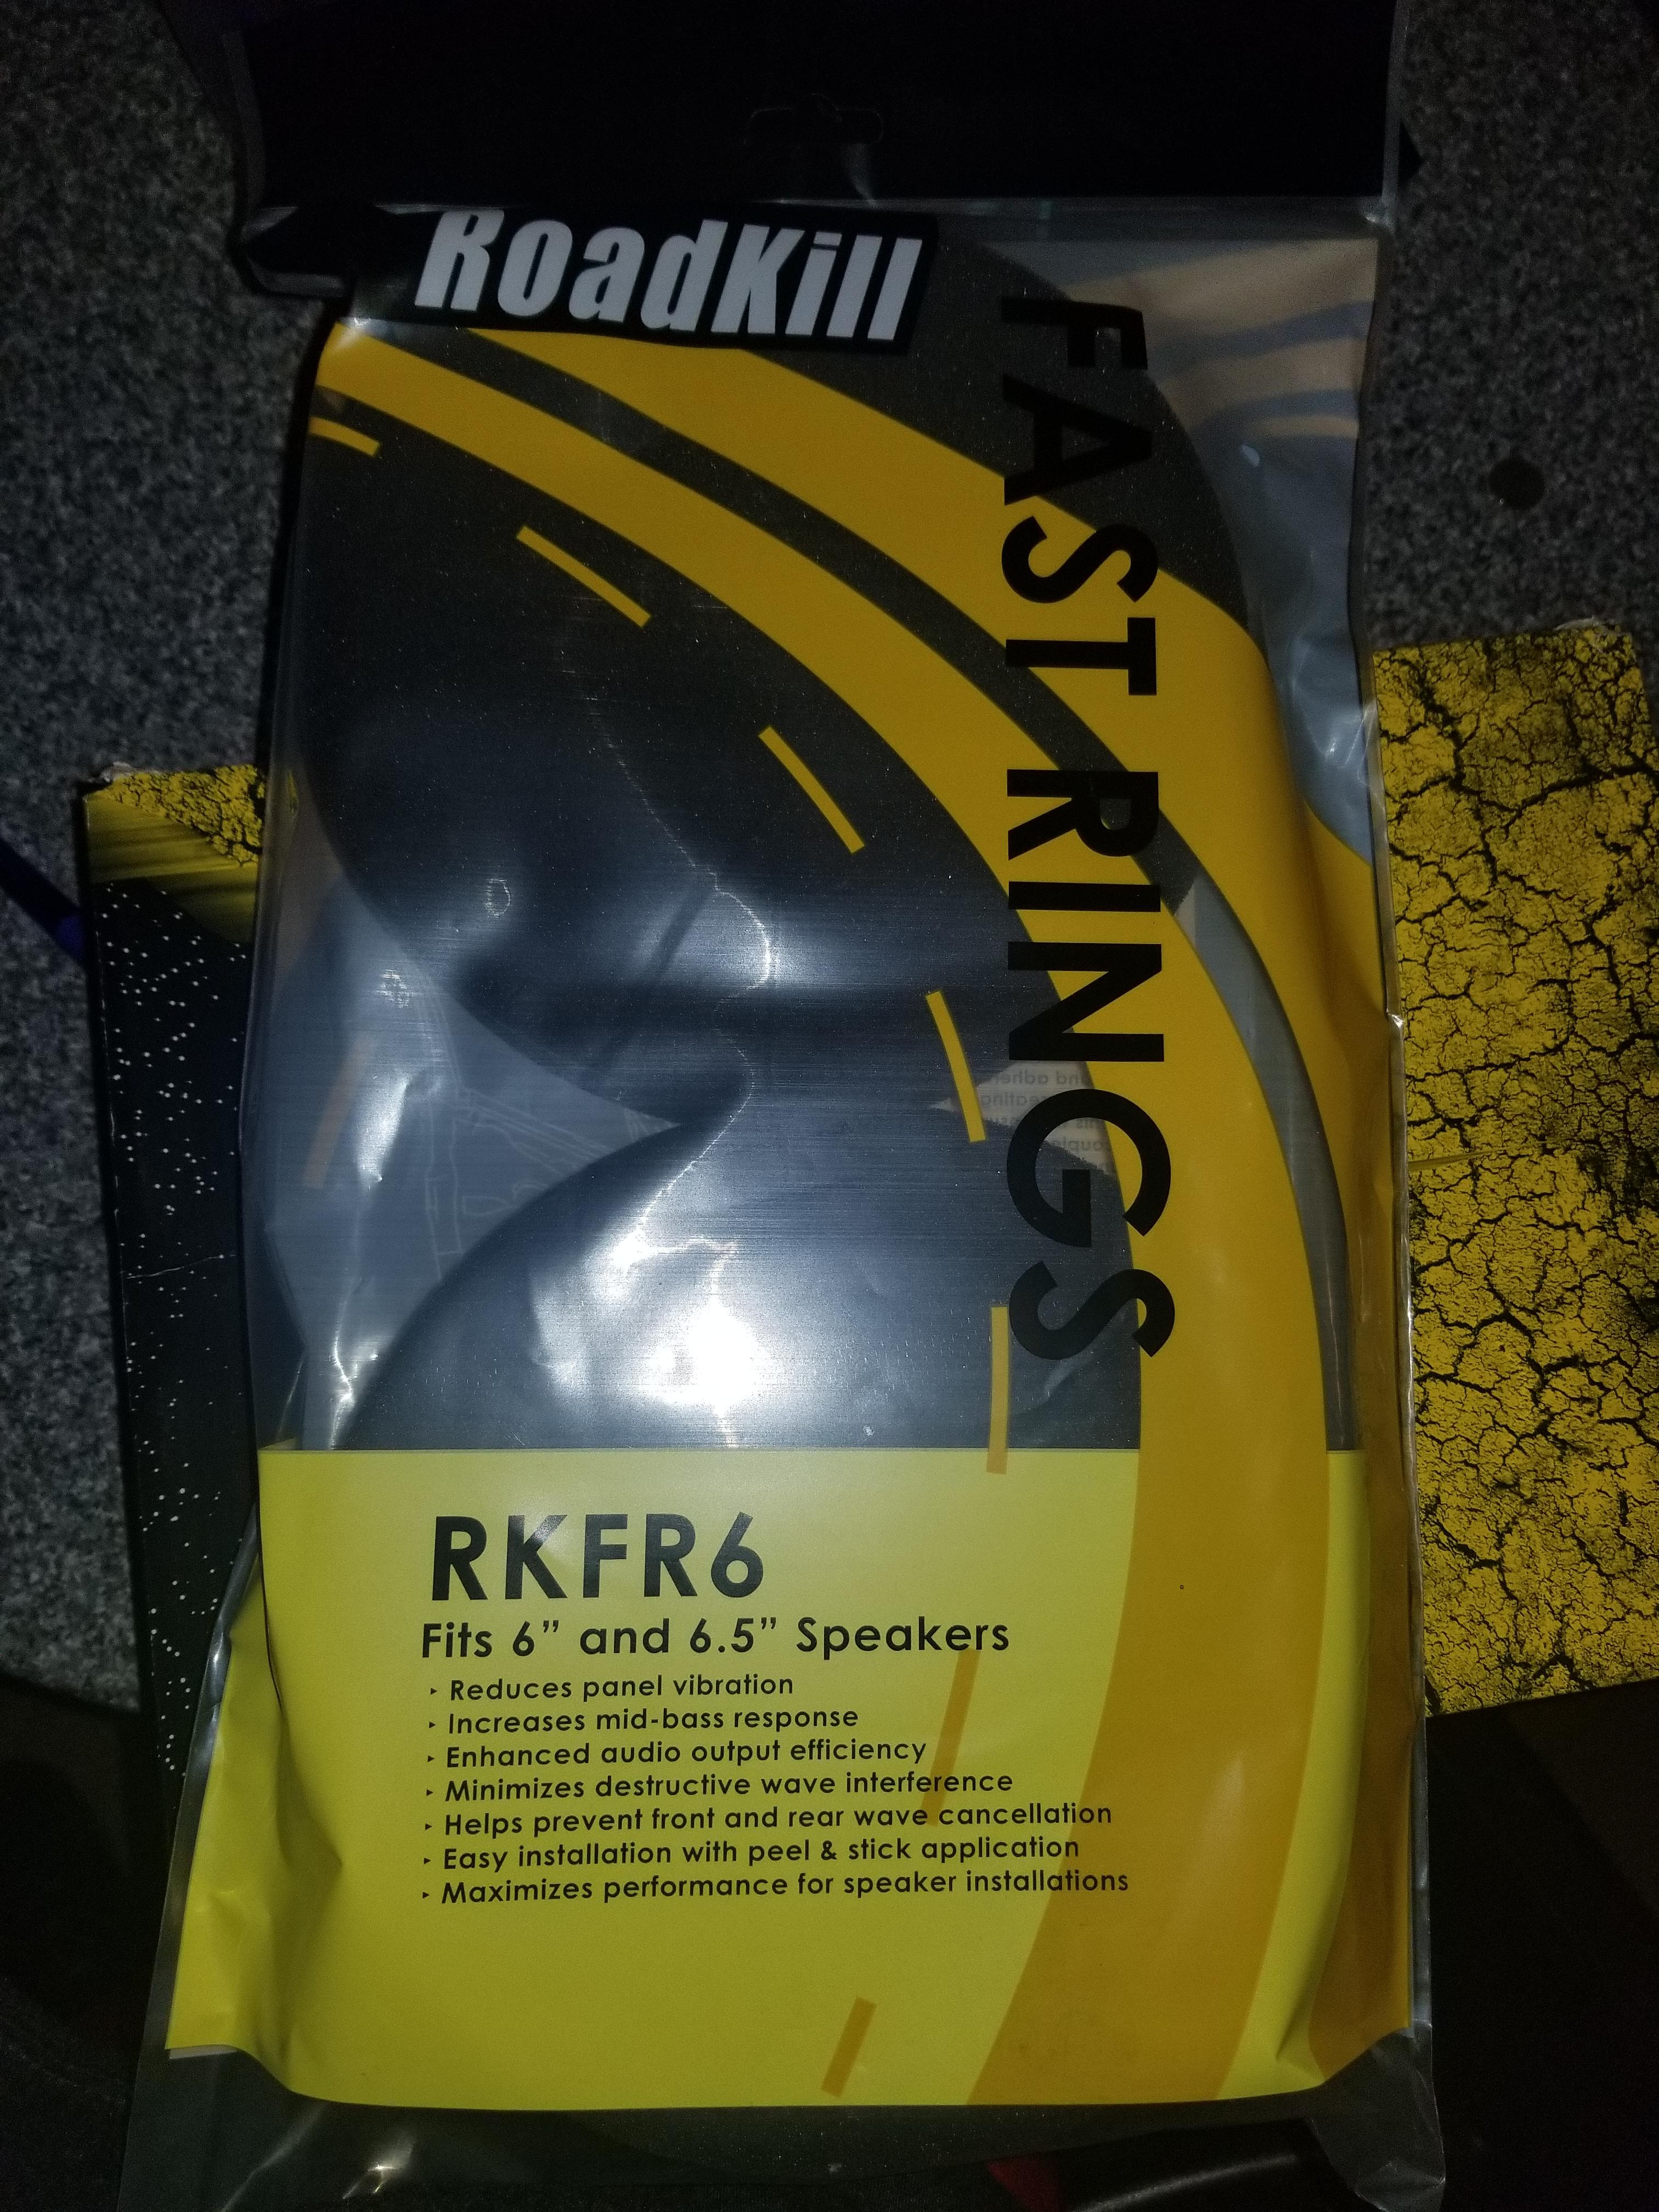 RoadKill
FAST RINGS
RKFR6
Fits 6” and 6.5” Speakers
‣ Reduces panel vibration
‣ Increases mid-bass response
‣ Enhanced audio output efficiency
‣ Minimizes destructive wave interference
‣ Helps prevent front and rear wave cancellation
‣ Easy installation with peel & stick application
‣ Maximizes performance for speaker installations